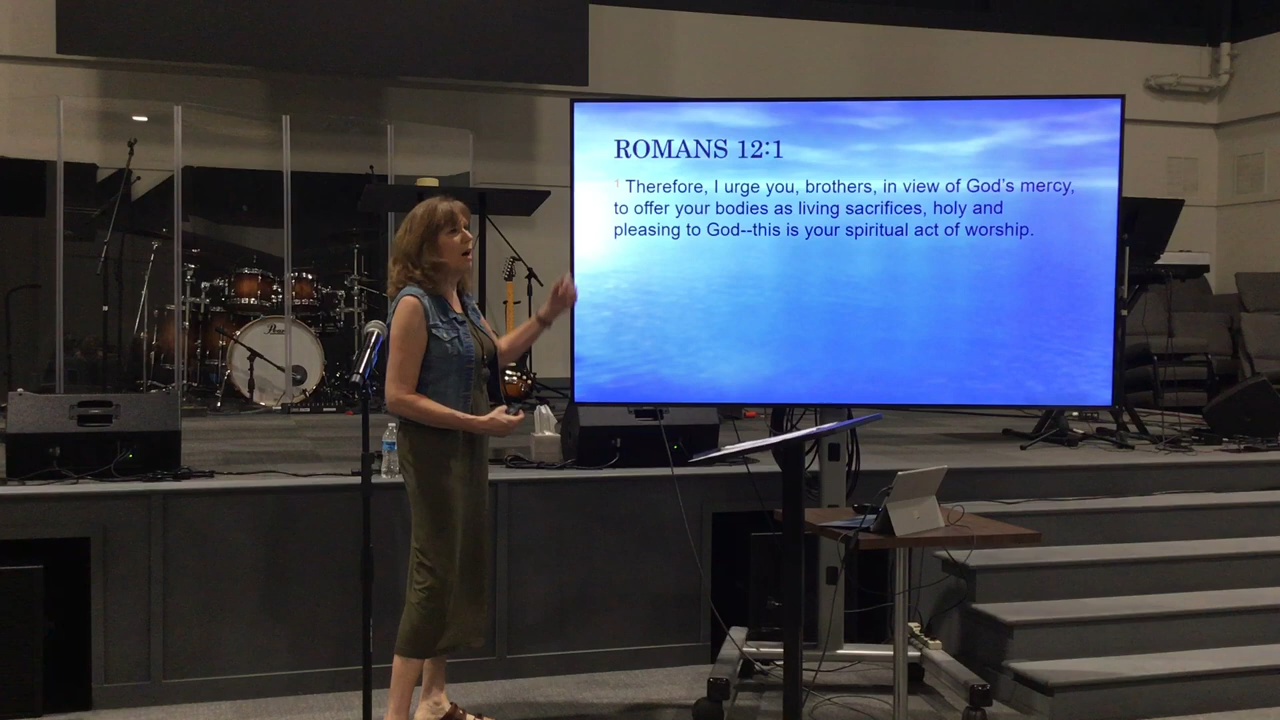 ROMANS 12:1
1 Therefore, I urge you, brothers, in view of God's mercy,
to offer your bodies as living sacrifices, holy and
pleasing to God--this is your spiritual act of worship.
Pearl